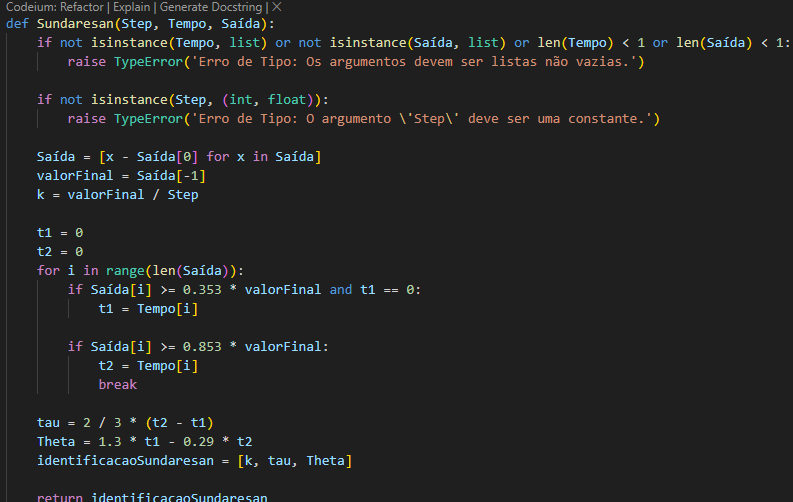 Codeium: Refactor | Explain | Generate Docstring | X
def Sundaresan(Step, Tempo, Saída):
    if not isinstance(Tempo, list) or not isinstance(Saída, list) or len(Tempo) < 1 or len(Saída) < 1:
        raise TypeError('Erro de Tipo: Os argumentos devem ser listas não vazias.')

    if not isinstance(Step, (int, float)):
        raise TypeError('Erro de Tipo: O argumento \'Step\' deve ser uma constante.')

    Saída = [x - Saída[0] for x in Saída]
    valorFinal = Saída[-1]
    k = valorFinal / Step

    t1 = 0
    t2 = 0
    for i in range(len(Saída)):
        if Saída[i] >= 0.353 * valorFinal and t1 == 0:
            t1 = Tempo[i]

        if Saída[i] >= 0.853 * valorFinal:
            t2 = Tempo[i]
            break

    tau = 2 / 3 * (t2 - t1)
    Theta = 1.3 * t1 - 0.29 * t2
    identificacaoSundaresan = [k, tau, Theta]

    return identificacaoSundaresan